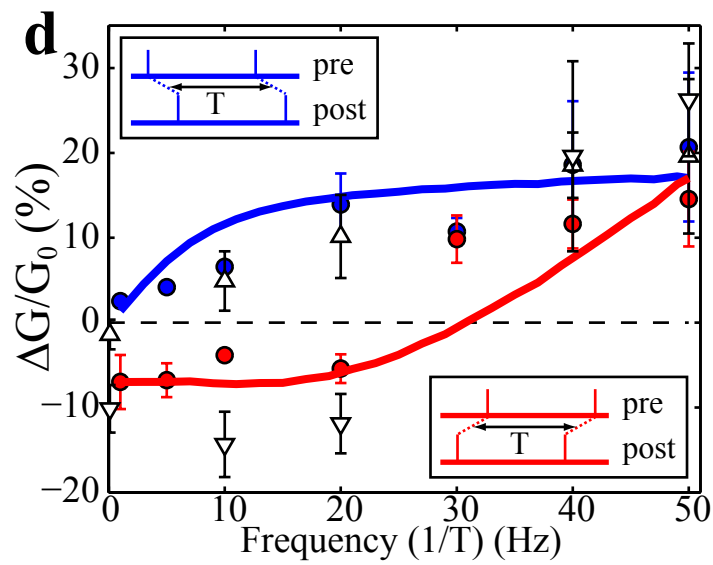 d
ΔG/G₀ (%)
30
20
10
0
−10
−20
pre
T
post
pre
T
post
0 10 20 30 40 50
Frequency (1/T) (Hz)